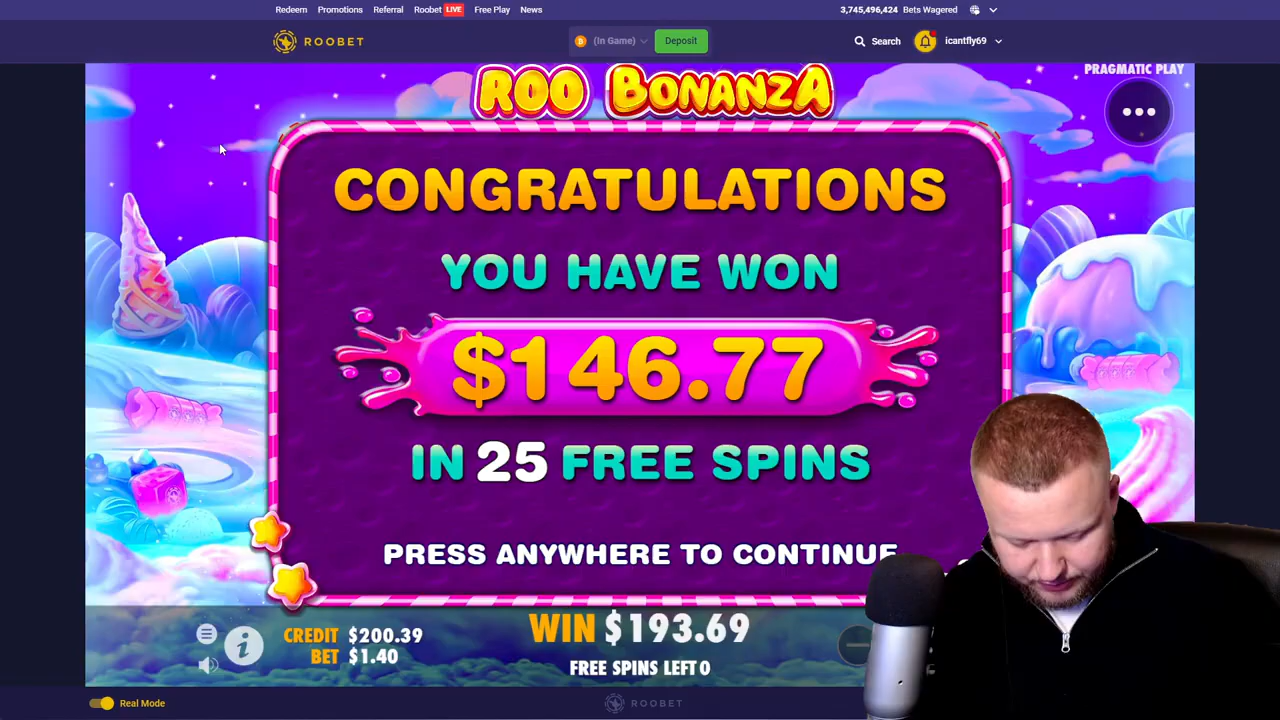 Redeem Promotions Referral Roobet LIVE Free Play News 3,745,496,424 Bets Wagered
ROOBET (In Game) Deposit Search icantfly69
PRAGMATIC PLAY
ROO BONANZA
CONGRATULATIONS
YOU HAVE WON
$146.77
IN 25 FREE SPINS
PRESS ANYWHERE TO CONTINUE
WIN $193.69
CREDIT $200.39
BET $1.40
FREE SPINS LEFT 0
Real Mode ROOBET